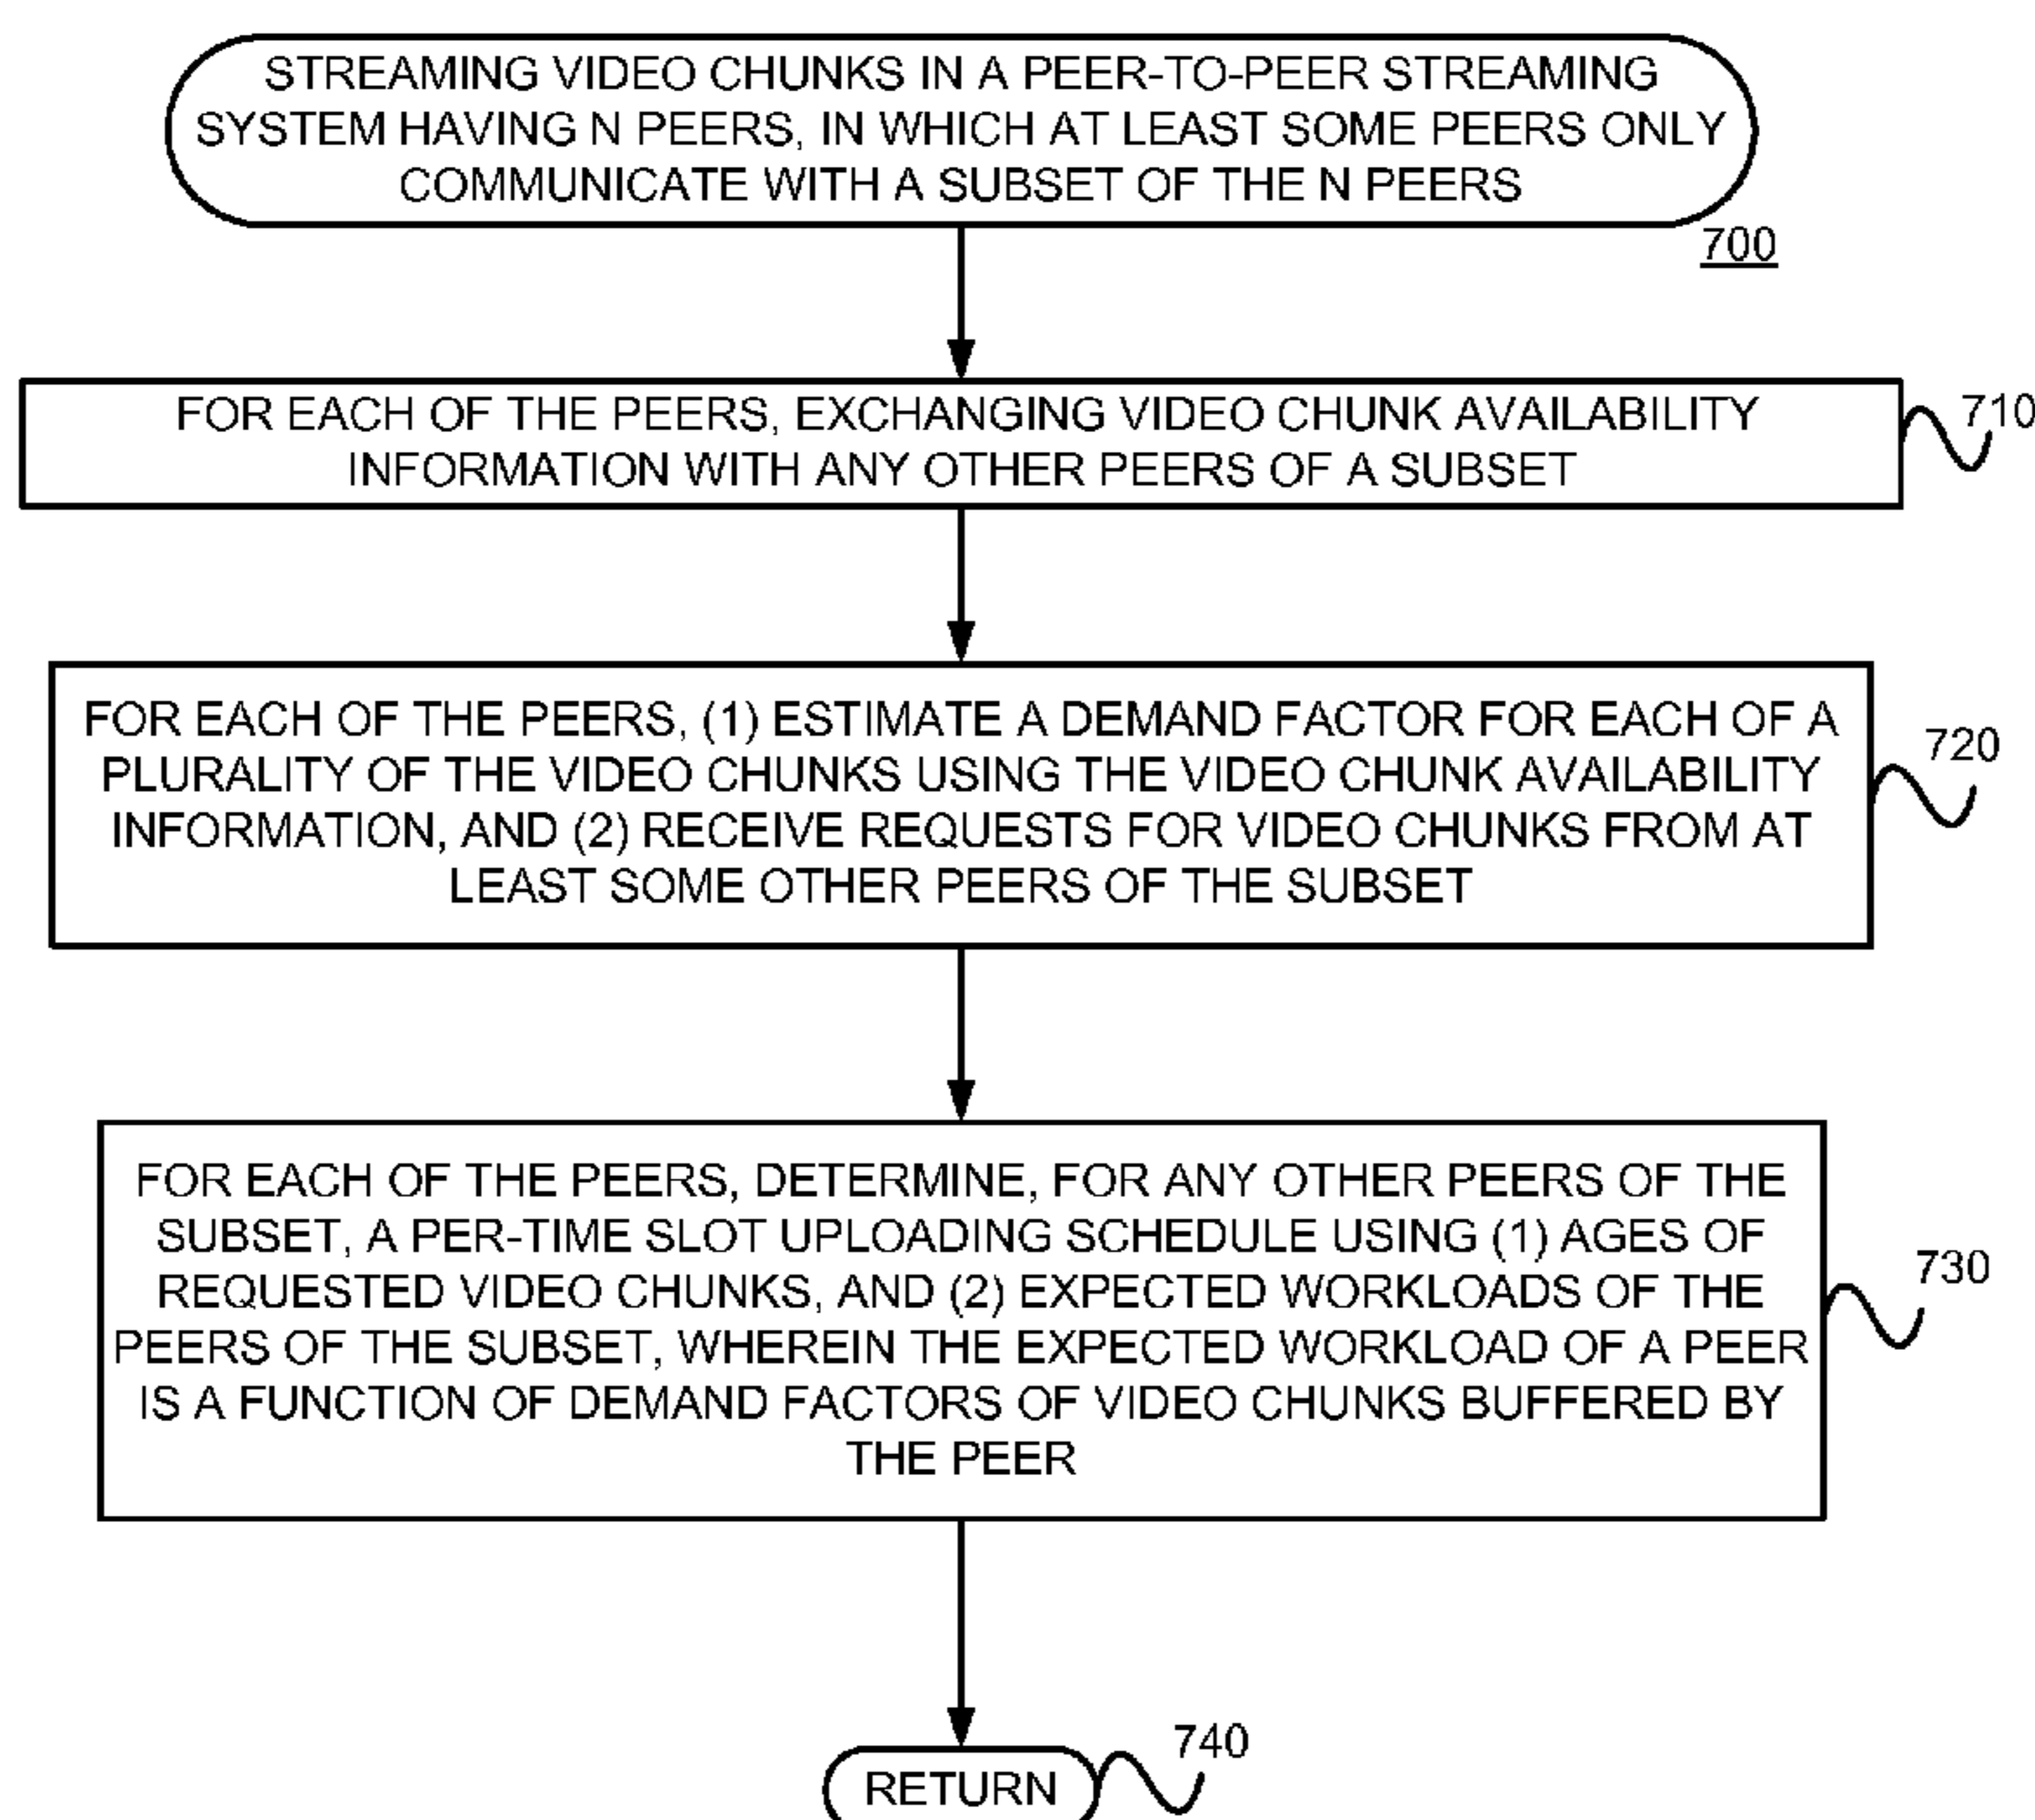 STREAMING VIDEO CHUNKS IN A PEER-TO-PEER STREAMING
SYSTEM HAVING N PEERS, IN WHICH AT LEAST SOME PEERS ONLY
COMMUNICATE WITH A SUBSET OF THE N PEERS
700
FOR EACH OF THE PEERS, EXCHANGING VIDEO CHUNK AVAILABILITY
INFORMATION WITH ANY OTHER PEERS OF A SUBSET
710
FOR EACH OF THE PEERS, (1) ESTIMATE A DEMAND FACTOR FOR EACH OF A
PLURALITY OF THE VIDEO CHUNKS USING THE VIDEO CHUNK AVAILABILITY
INFORMATION, AND (2) RECEIVE REQUESTS FOR VIDEO CHUNKS FROM AT
LEAST SOME OTHER PEERS OF THE SUBSET
720
FOR EACH OF THE PEERS, DETERMINE, FOR ANY OTHER PEERS OF THE
SUBSET, A PER-TIME SLOT UPLOADING SCHEDULE USING (1) AGES OF
REQUESTED VIDEO CHUNKS, AND (2) EXPECTED WORKLOADS OF THE
PEERS OF THE SUBSET, WHEREIN THE EXPECTED WORKLOAD OF A PEER
IS A FUNCTION OF DEMAND FACTORS OF VIDEO CHUNKS BUFFERED BY
THE PEER
730
RETURN
740